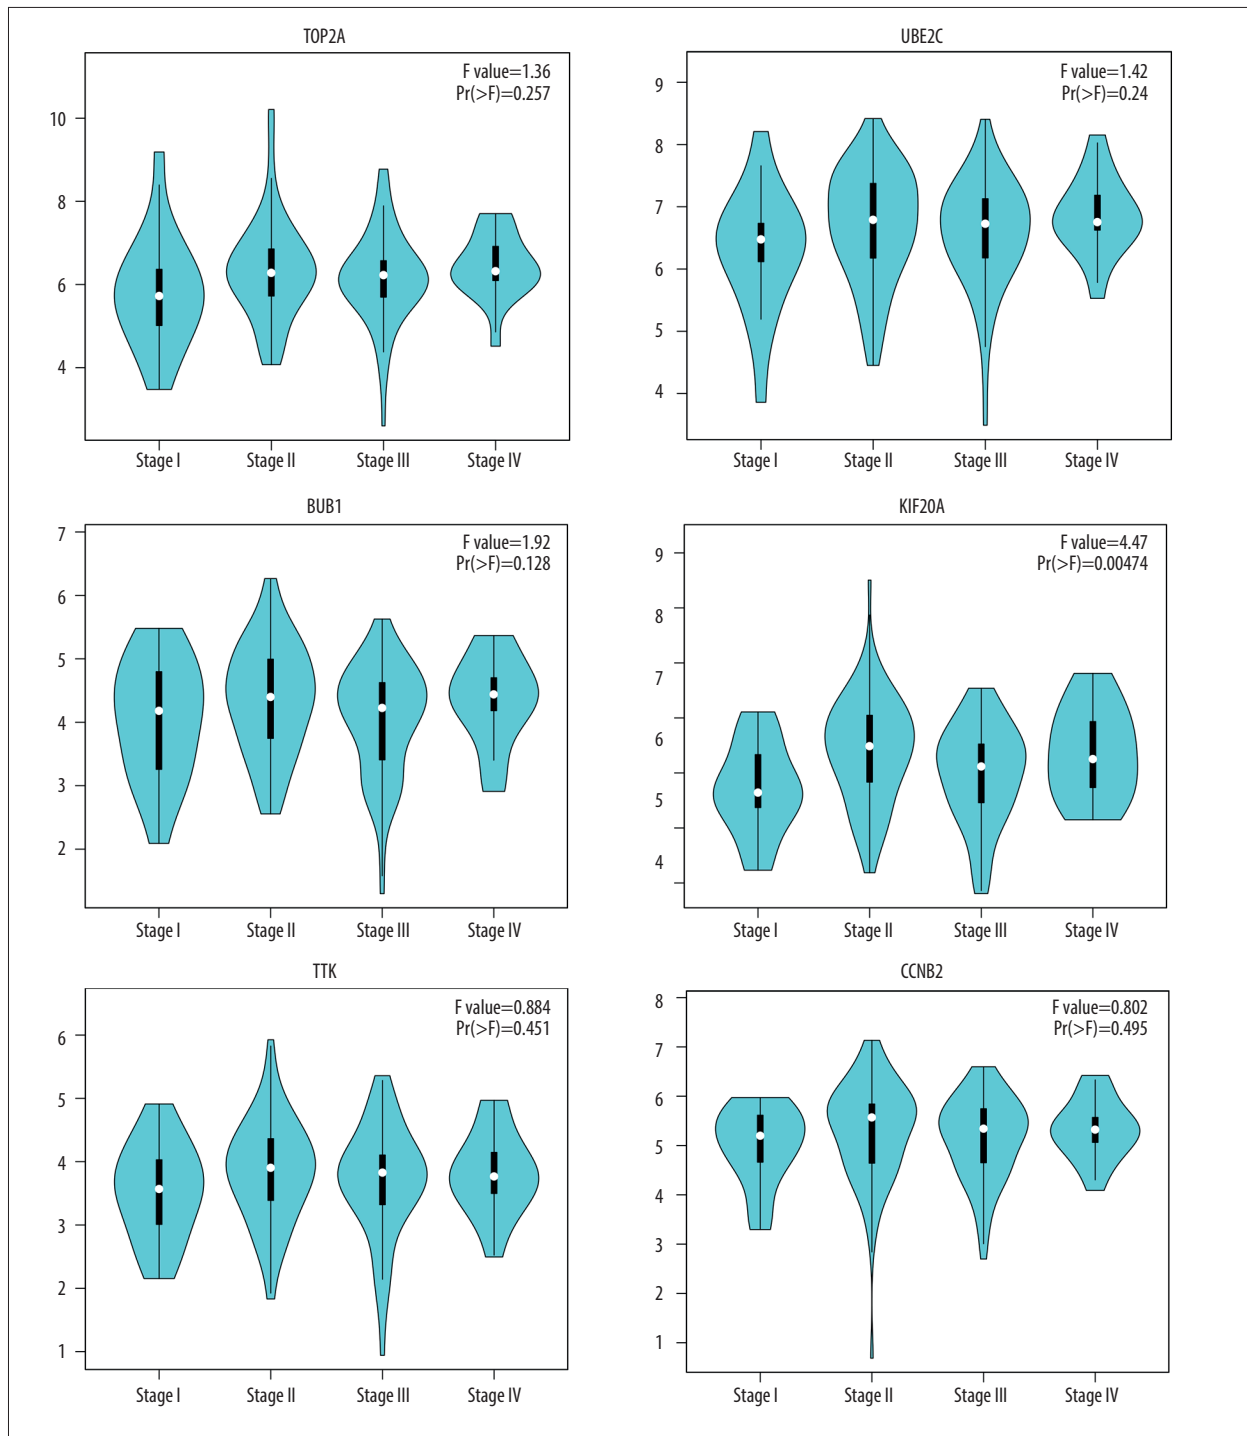 TOP2A
F value=1.36
Pr(>F)=0.257
10
8
6
4
Stage I Stage II Stage III Stage IV
UBE2C
F value=1.42
Pr(>F)=0.24
9
8
7
6
5
4
Stage I Stage II Stage III Stage IV
BUB1
F value=1.92
Pr(>F)=0.128
7
6
5
4
3
2
Stage I Stage II Stage III Stage IV
KIF20A
F value=4.47
Pr(>F)=0.00474
9
8
7
6
5
4
Stage I Stage II Stage III Stage IV
TTK
F value=0.884
Pr(>F)=0.451
6
5
4
3
2
1
Stage I Stage II Stage III Stage IV
CCNB2
F value=0.802
Pr(>F)=0.495
8
7
6
5
4
3
2
1
Stage I Stage II Stage III Stage IV